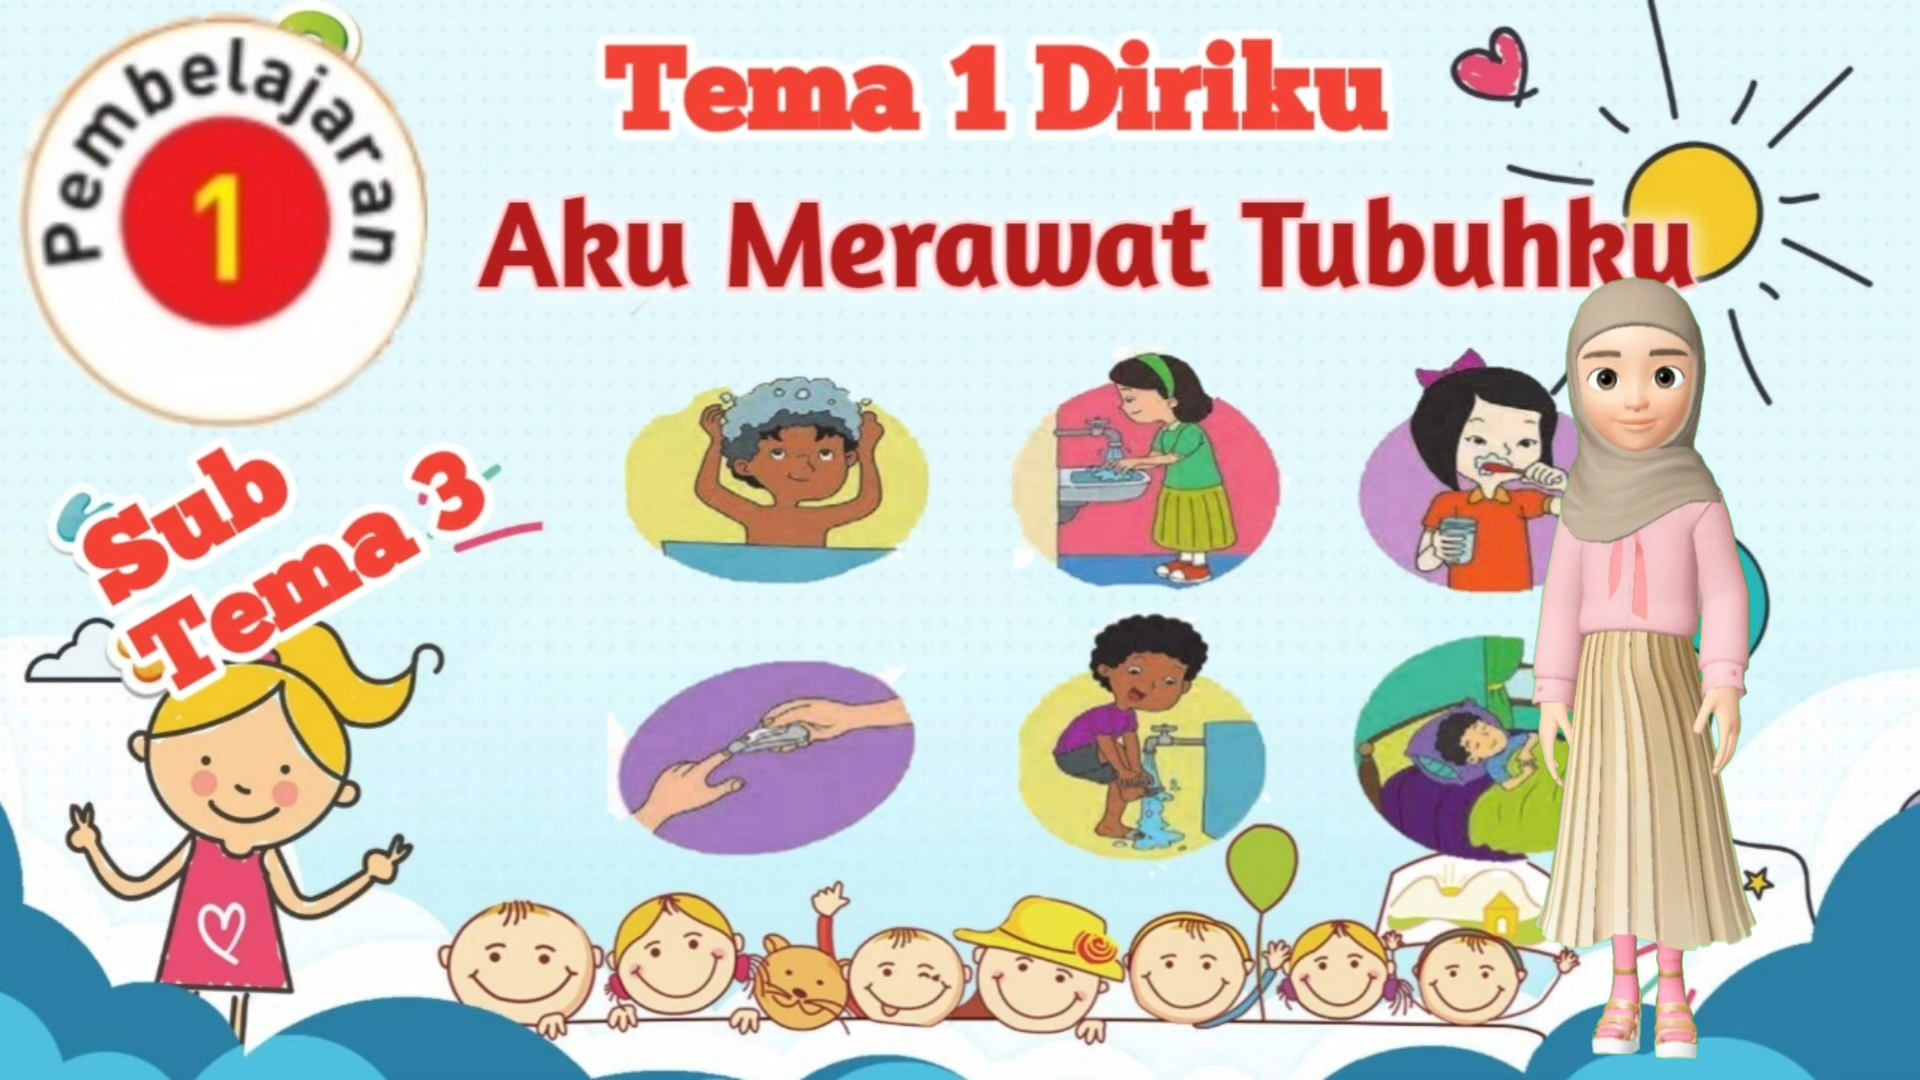 Pembelajaran
1
Tema 1 Diriku
Aku Merawat Tubuhku
Sub
Tema 3